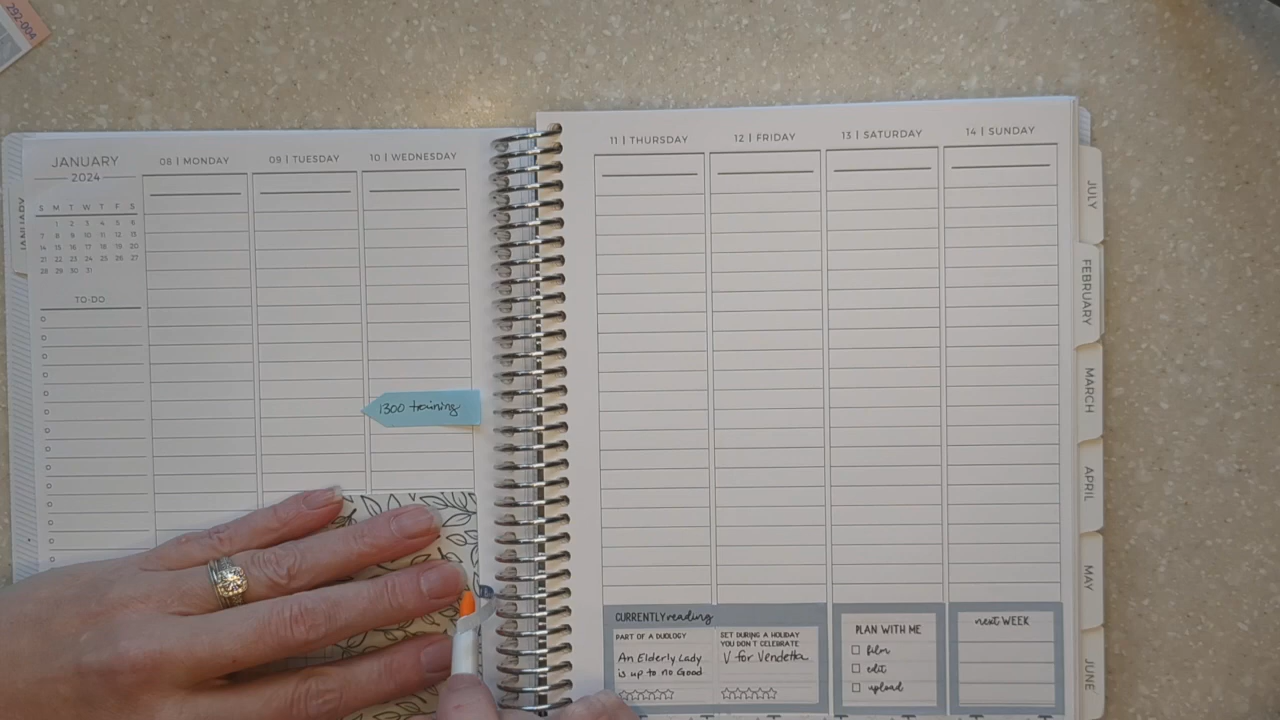 292-004
JANUARY
2024
S M T W T F S
1 2 3 4 5 6
7 8 9 10 11 12 13
14 15 16 17 18 19 20
21 22 23 24 25 26 27
28 29 30 31
TO-DO
08 | MONDAY
09 | TUESDAY
10 | WEDNESDAY
1300 training
11 | THURSDAY
12 | FRIDAY
13 | SATURDAY
14 | SUNDAY
CURRENTLY reading
PART OF A DUOLOGY
An Elderly Lady
is up to no Good
SET DURING A HOLIDAY
YOU DON'T CELEBRATE
V for Vendetta
PLAN WITH ME
film
edit
upload
next WEEK
JANUARY
JULY
FEBRUARY
MARCH
APRIL
MAY
JUNE